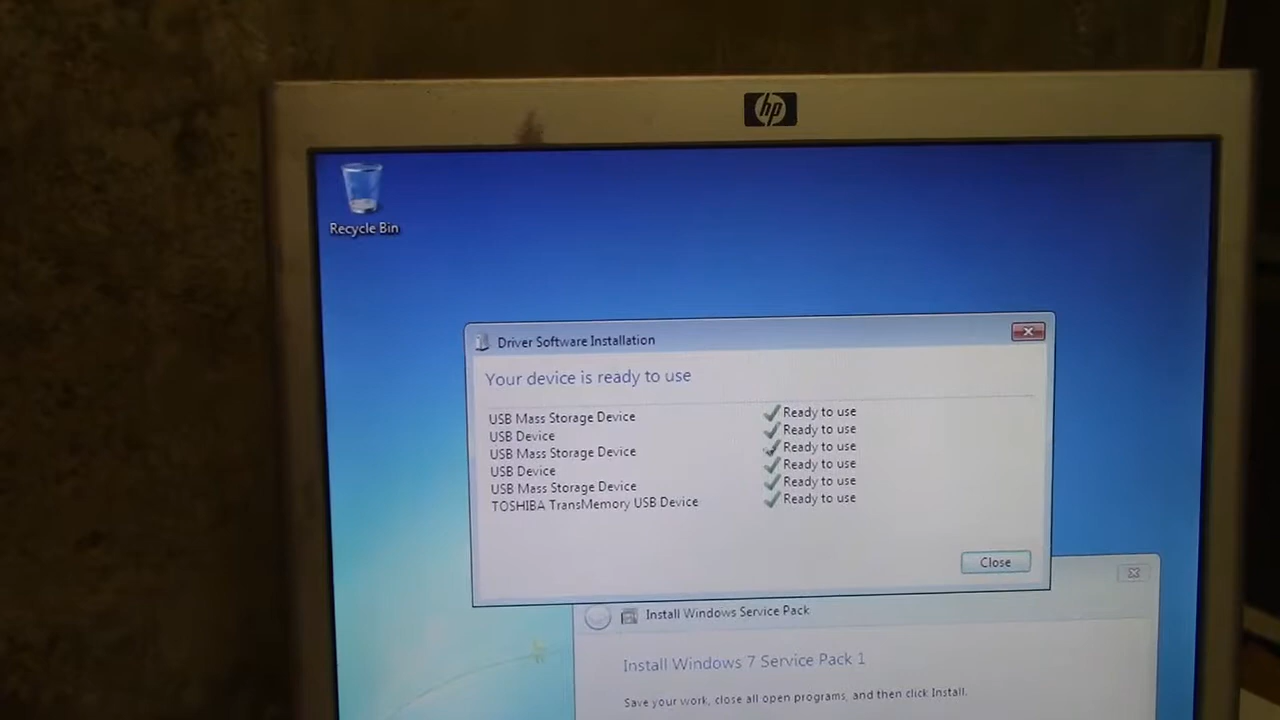 hp
Recycle Bin
Driver Software Installation
Your device is ready to use
USB Mass Storage Device Ready to use
USB Device Ready to use
USB Mass Storage Device Ready to use
USB Device Ready to use
USB Mass Storage Device Ready to use
TOSHIBA TransMemory USB Device Ready to use
Close
Install Windows Service Pack
Install Windows 7 Service Pack 1
Save your work, close all open programs, and then click Install.